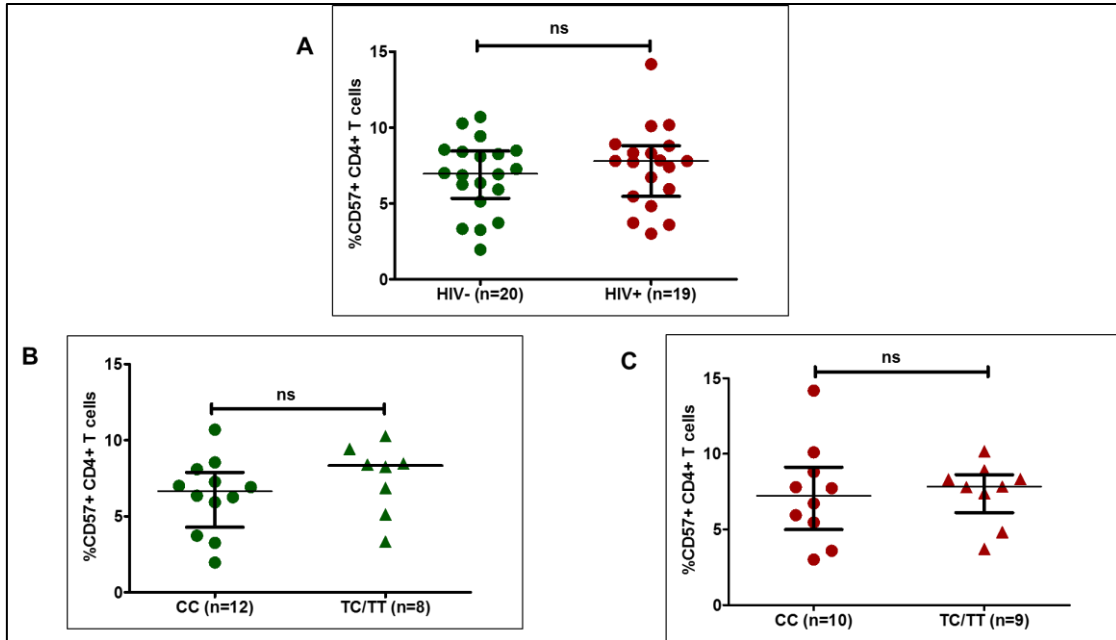 A
ns
%CD57+ CD4+ T cells
15
10
5
0
HIV- (n=20)
HIV+ (n=19)
B
ns
%CD57+ CD4+ T cells
15
10
5
0
CC (n=12)
TC/TT (n=8)
C
ns
%CD57+ CD4+ T cells
15
10
5
0
CC (n=10)
TC/TT (n=9)